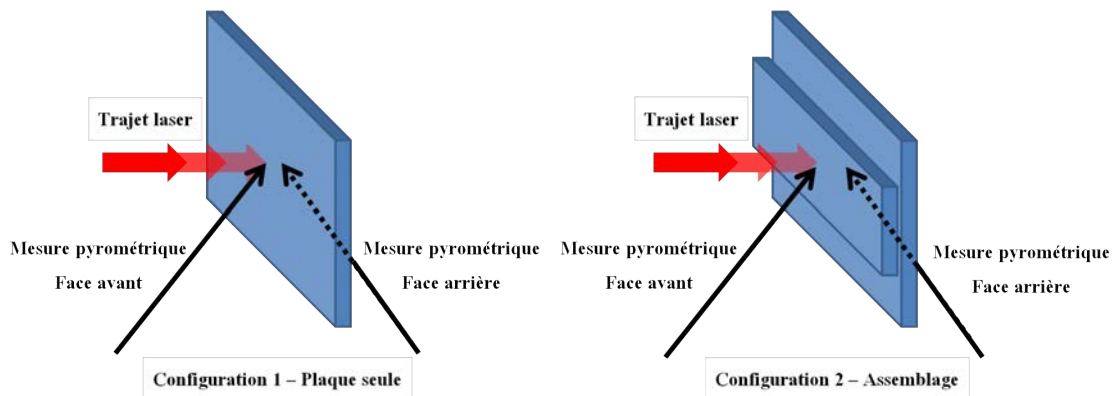 Trajet laser
Mesure pyrométrique
Face avant
Mesure pyrométrique
Face arrière
Configuration 1 – Plaque seule
Trajet laser
Mesure pyrométrique
Face avant
Mesure pyrométrique
Face arrière
Configuration 2 – Assemblage